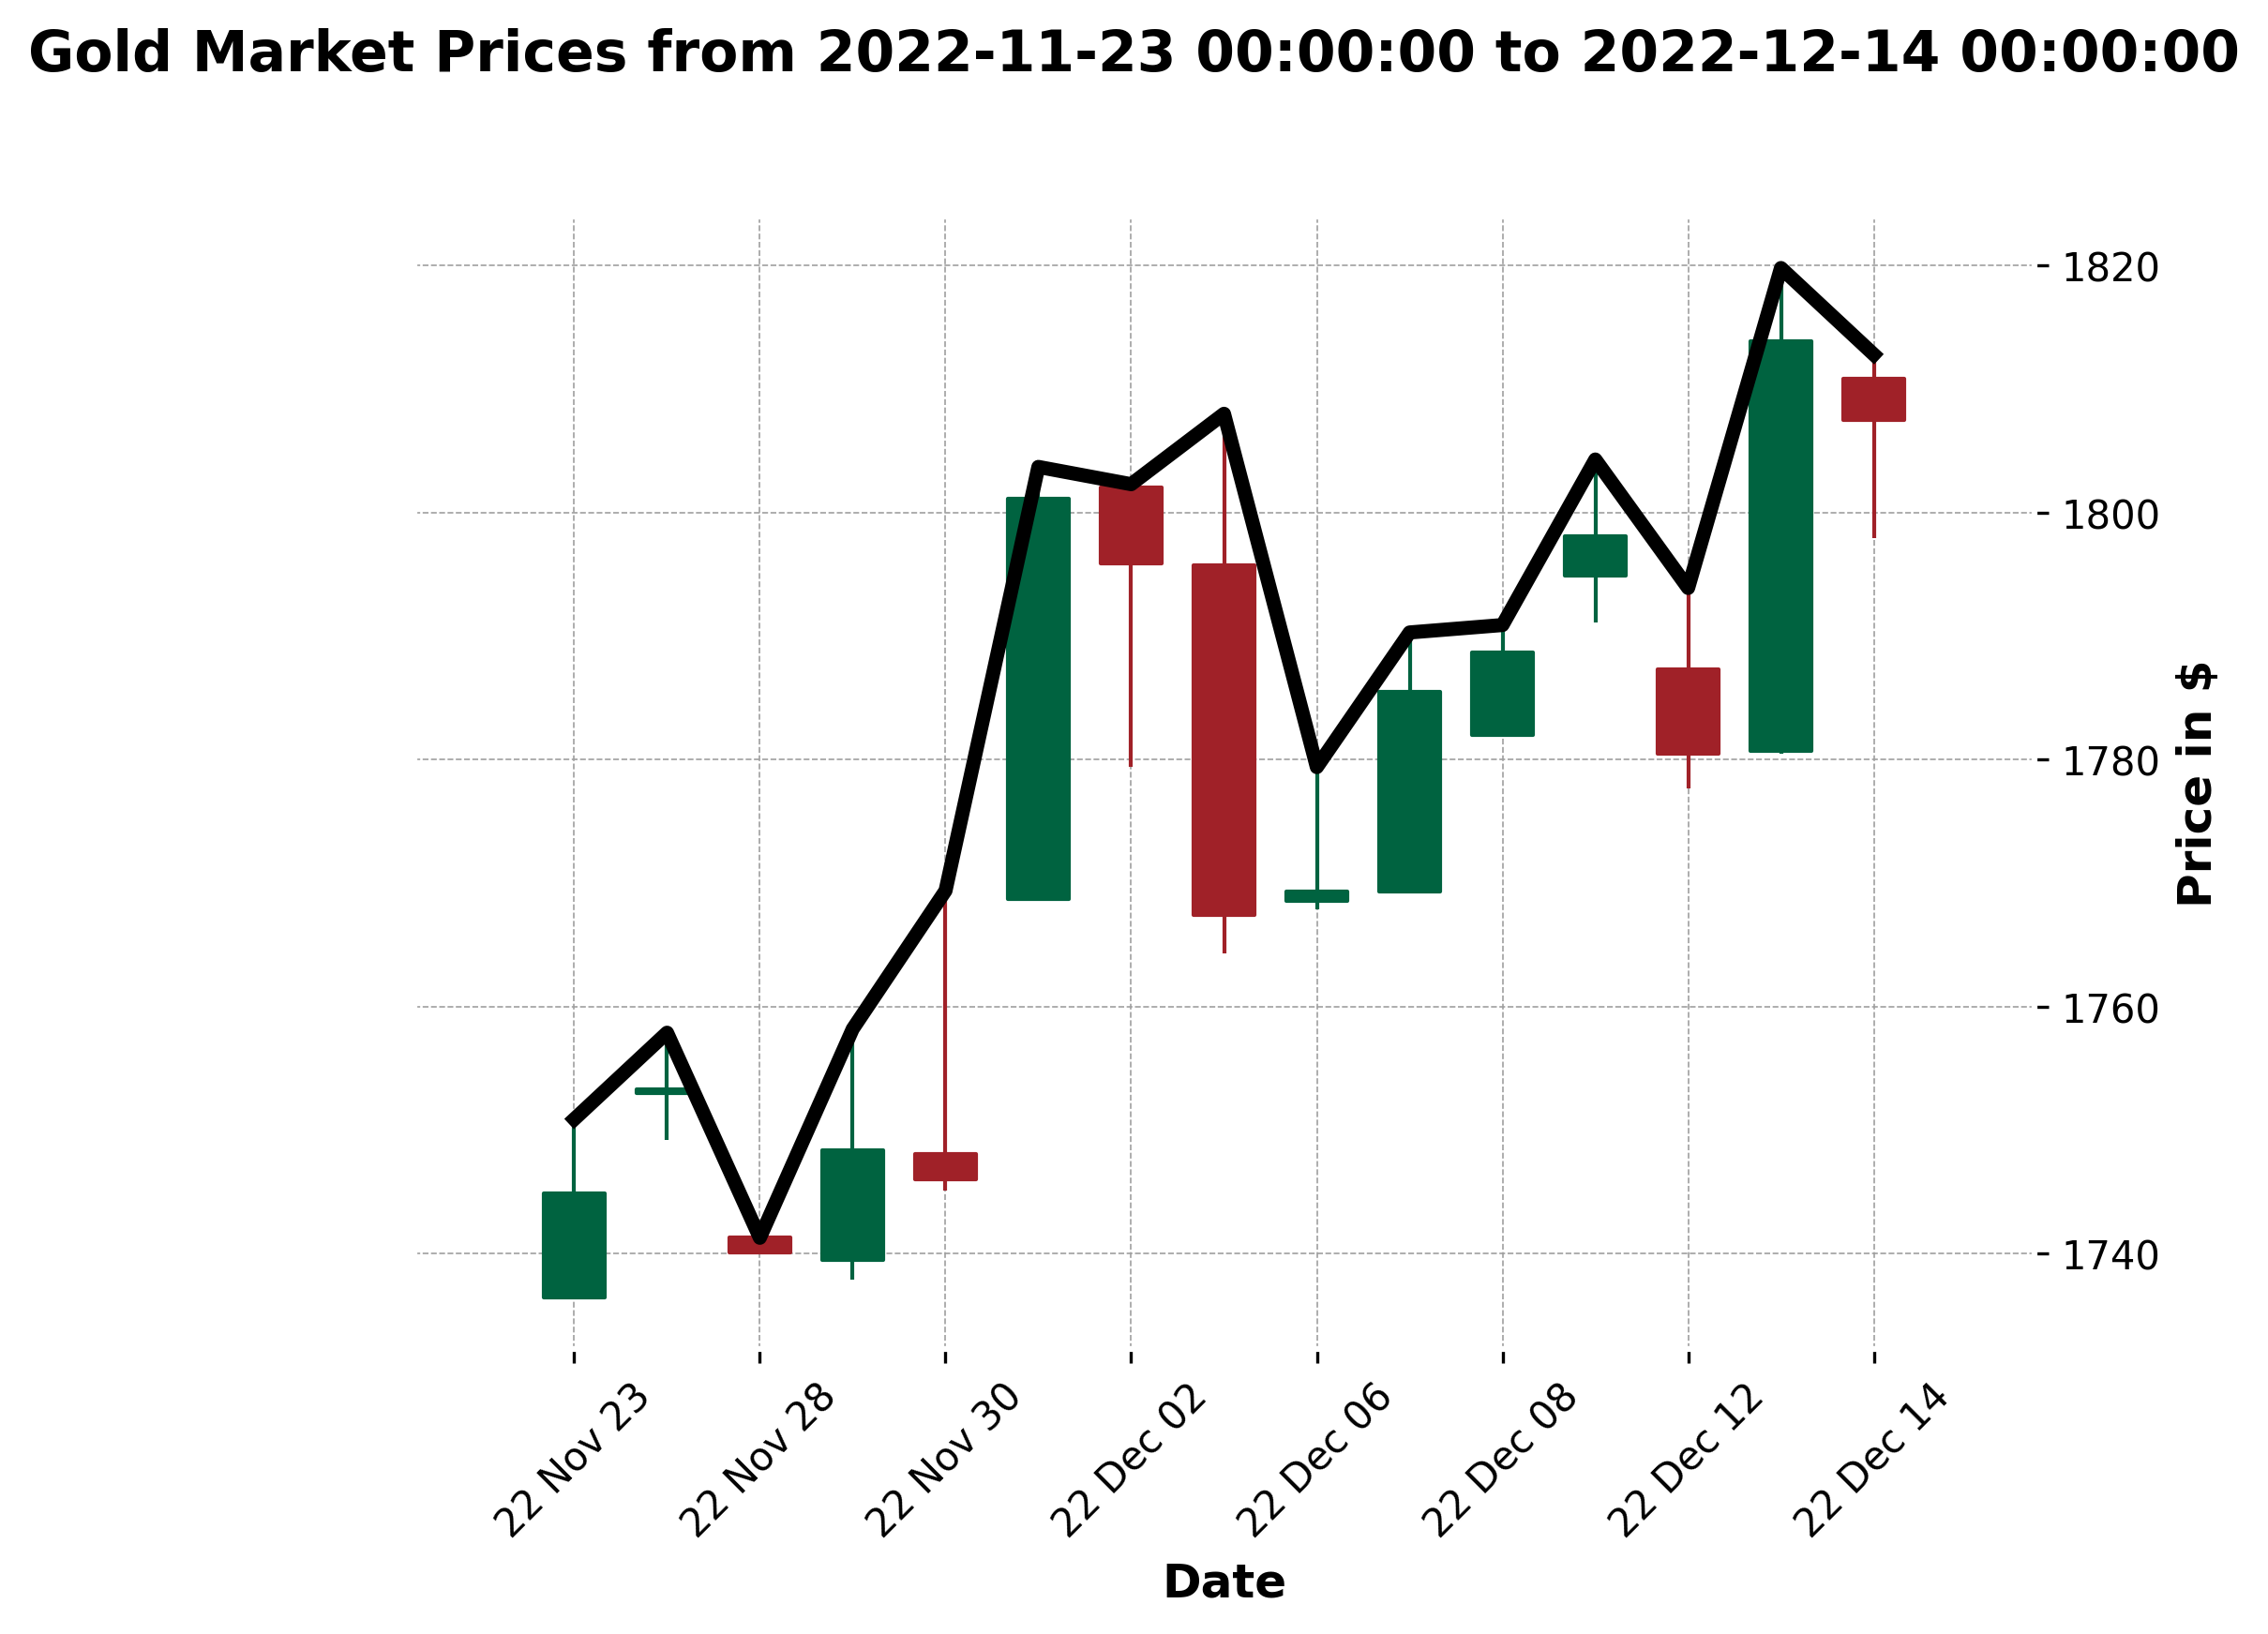 Gold Market Prices from 2022-11-23 00:00:00 to 2022-12-14 00:00:00
1820
1800
1780
1760
1740
Price in $
22 Nov 23
22 Nov 28
22 Nov 30
22 Dec 02
22 Dec 06
22 Dec 08
22 Dec 12
22 Dec 14
Date